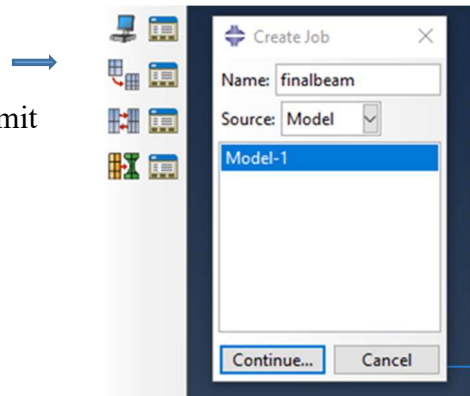 Create Job
Name: finalbeam
mit
Source: Model
Model-1
Continue... Cancel